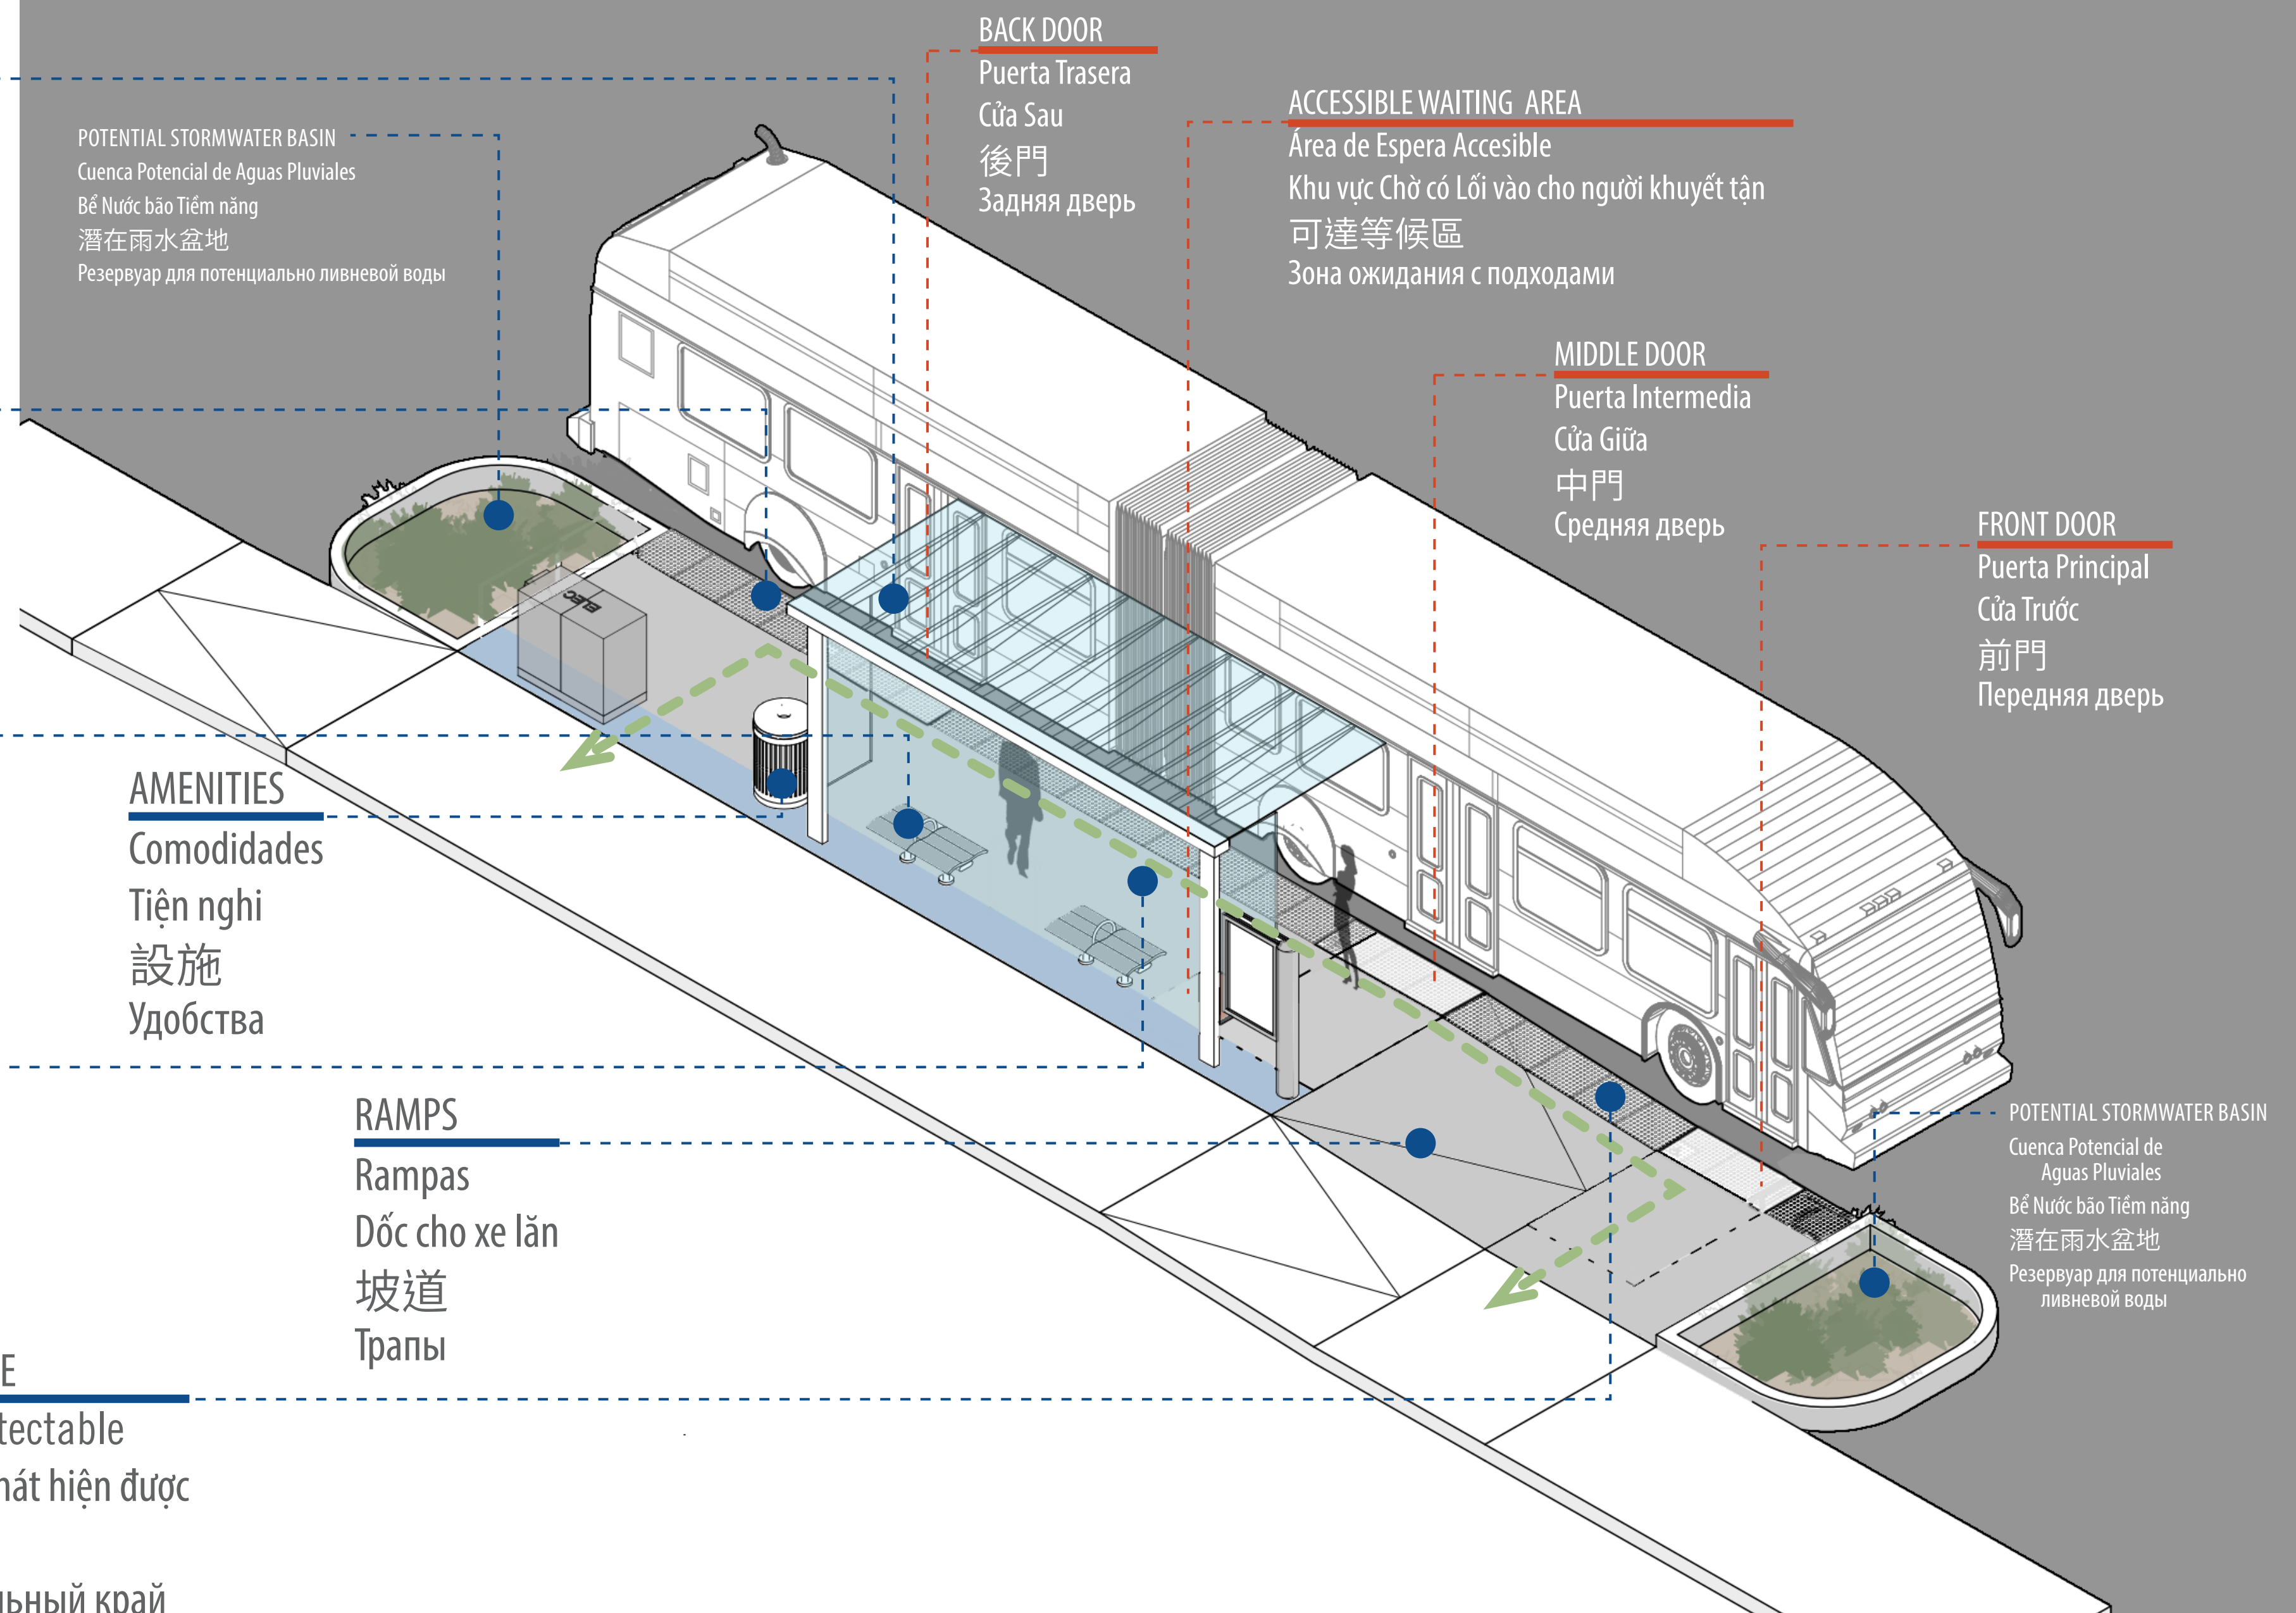 BACK DOOR
Puerta Trasera
Cửa Sau
後門
Задняя дверь
ACCESSIBLE WAITING AREA
Área de Espera Accesible
Khu vực Chờ có Lối vào cho người khuyết tận
可達等候區
Зона ожидания с подходами
POTENTIAL STORMWATER BASIN
Cuenca Potencial de Aguas Pluviales
Bể Nước bão Tiềm năng
潛在雨水盆地
Резервуар для потенциально ливневой воды
MIDDLE DOOR
Puerta Intermedia
Cửa Giữa
中門
Средняя дверь
FRONT DOOR
Puerta Principal
Cửa Trước
前門
Передняя дверь
ELEC
AMENITIES
Comodidades
Tiện nghi
設施
Удобства
RAMPS
Rampas
Dốc cho xe lăn
坡道
Трапы
POTENTIAL STORMWATER BASIN
Cuenca Potencial de
Aguas Pluviales
Bể Nước bão Tiềm năng
潛在雨水盆地
Резервуар для потенциально
ливневой воды
E
tectable
hát hiện được
льный край